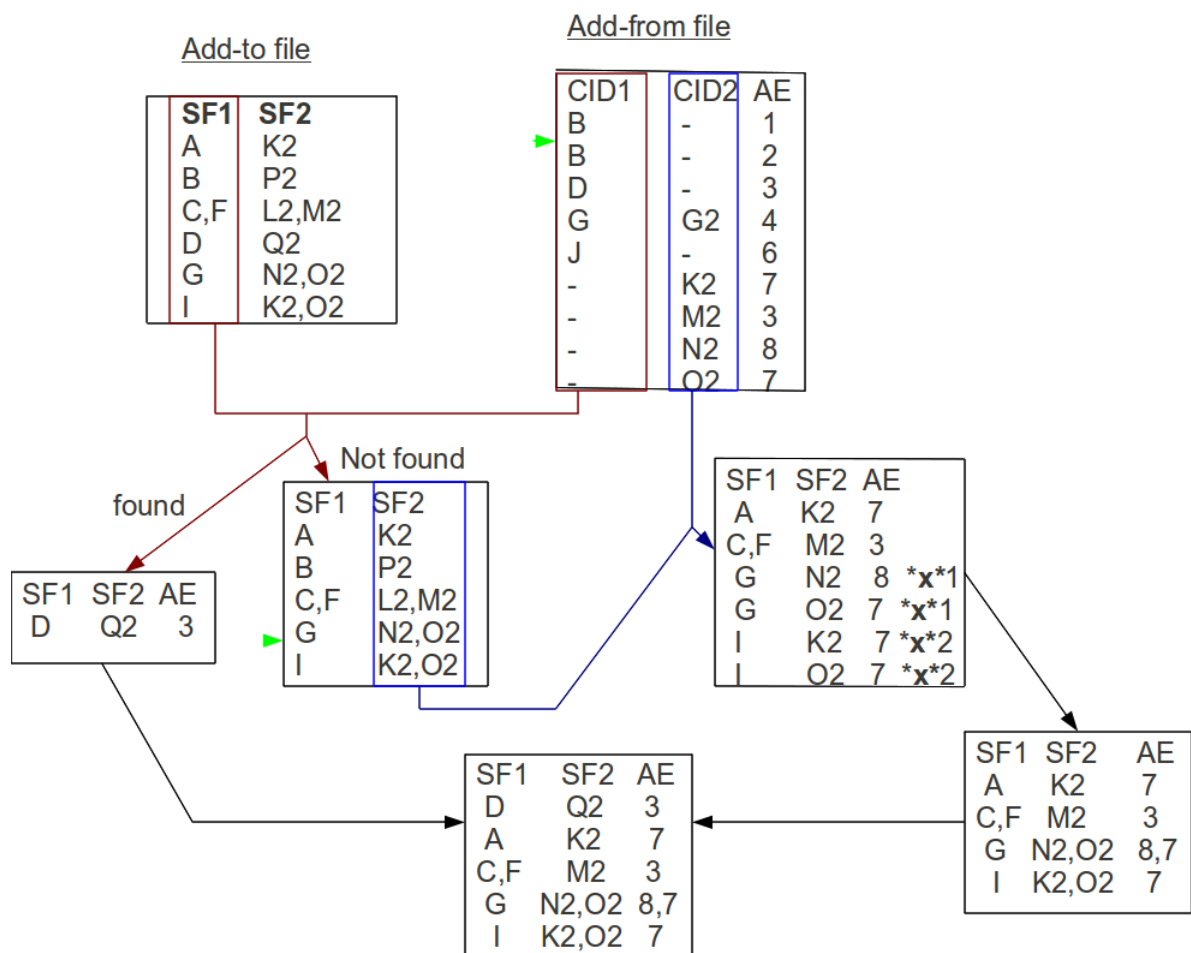 Add-to file
SF1 SF2
A K2
B P2
C,F L2,M2
D Q2
G N2,O2
I K2,O2
Add-from file
CID1 CID2 AE
B - 1
B - 2
D - 3
G G2 4
J - 6
- K2 7
- M2 3
- N2 8
- O2 7
found
Not found
SF1 SF2 AE
D Q2 3
SF1 SF2
A K2
B P2
C,F L2,M2
G N2,O2
I K2,O2
SF1 SF2 AE
A K2 7
C,F M2 3
G N2 8 *x*1
G O2 7 *x*1
I K2 7 *x*2
I O2 7 *x*2
SF1 SF2 AE
D Q2 3
A K2 7
C,F M2 3
G N2,O2 8,7
I K2,O2 7
SF1 SF2 AE
A K2 7
C,F M2 3
G N2,O2 8,7
I K2,O2 7